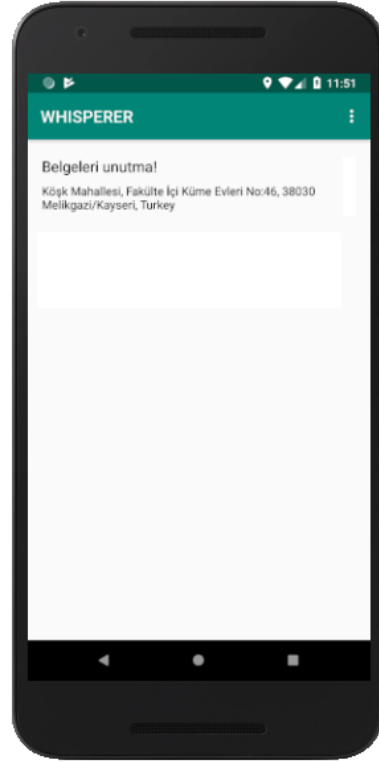 11:51
WHISPERER
Belgeleri unutma!
Köşk Mahallesi, Fakülte İçi Küme Evleri No:46, 38030
Melikgazi/Kayseri, Turkey